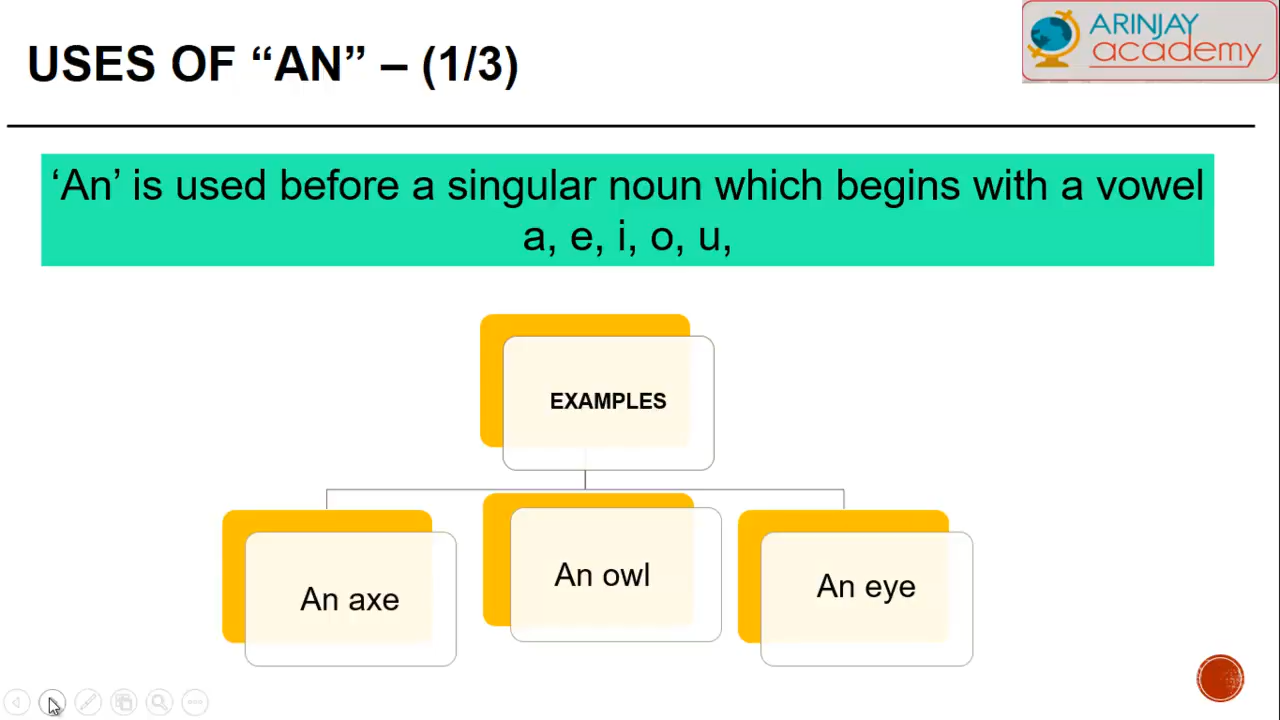 USES OF “AN” – (1/3)
ARINJAY
academy
‘An’ is used before a singular noun which begins with a vowel
a, e, i, o, u,
EXAMPLES
An axe
An owl
An eye